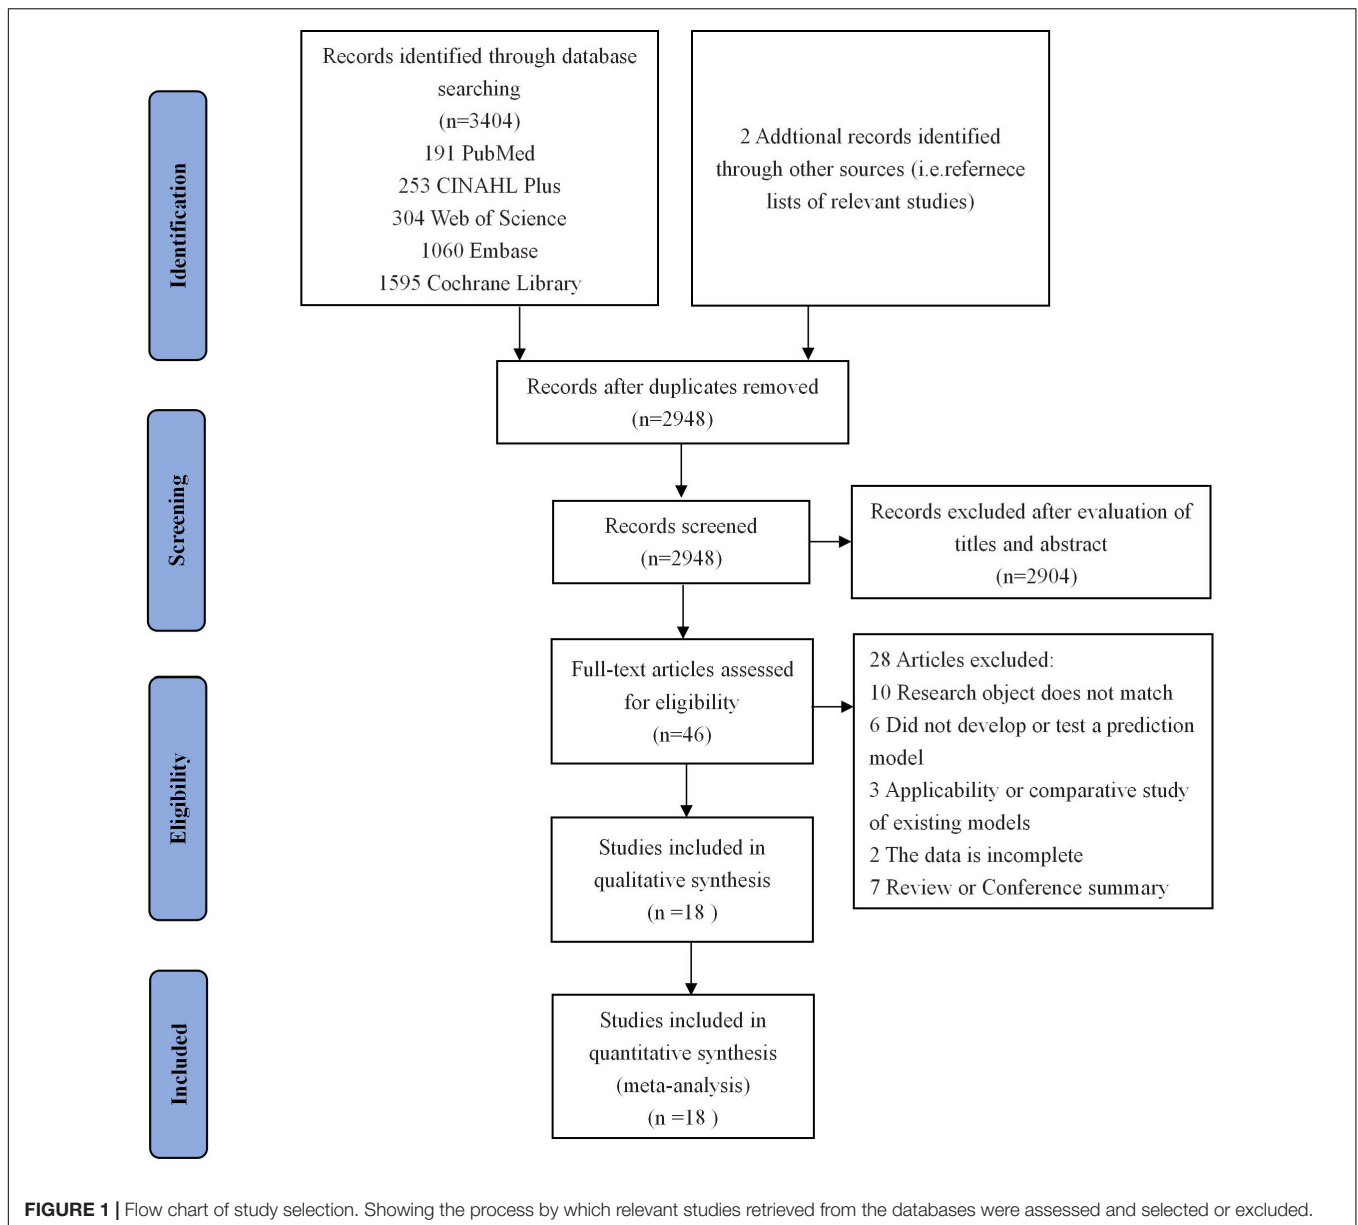 Identification
Records identified through database
searching
(n=3404)
191 PubMed
253 CINAHL Plus
304 Web of Science
1060 Embase
1595 Cochrane Library
2 Addtional records identified
through other sources (i.e.refernece
lists of relevant studies)
Records after duplicates removed
(n=2948)
Screening
Records screened
(n=2948)
Records excluded after evaluation of
titles and abstract
(n=2904)
Eligibility
Full-text articles assessed
for eligibility
(n=46)
28 Articles excluded:
10 Research object does not match
6 Did not develop or test a prediction
model
3 Applicability or comparative study
of existing models
2 The data is incomplete
7 Review or Conference summary
Studies included in
qualitative synthesis
(n =18 )
Included
Studies included in
quantitative synthesis
(meta-analysis)
(n =18 )
FIGURE 1 | Flow chart of study selection. Showing the process by which relevant studies retrieved from the databases were assessed and selected or excluded.